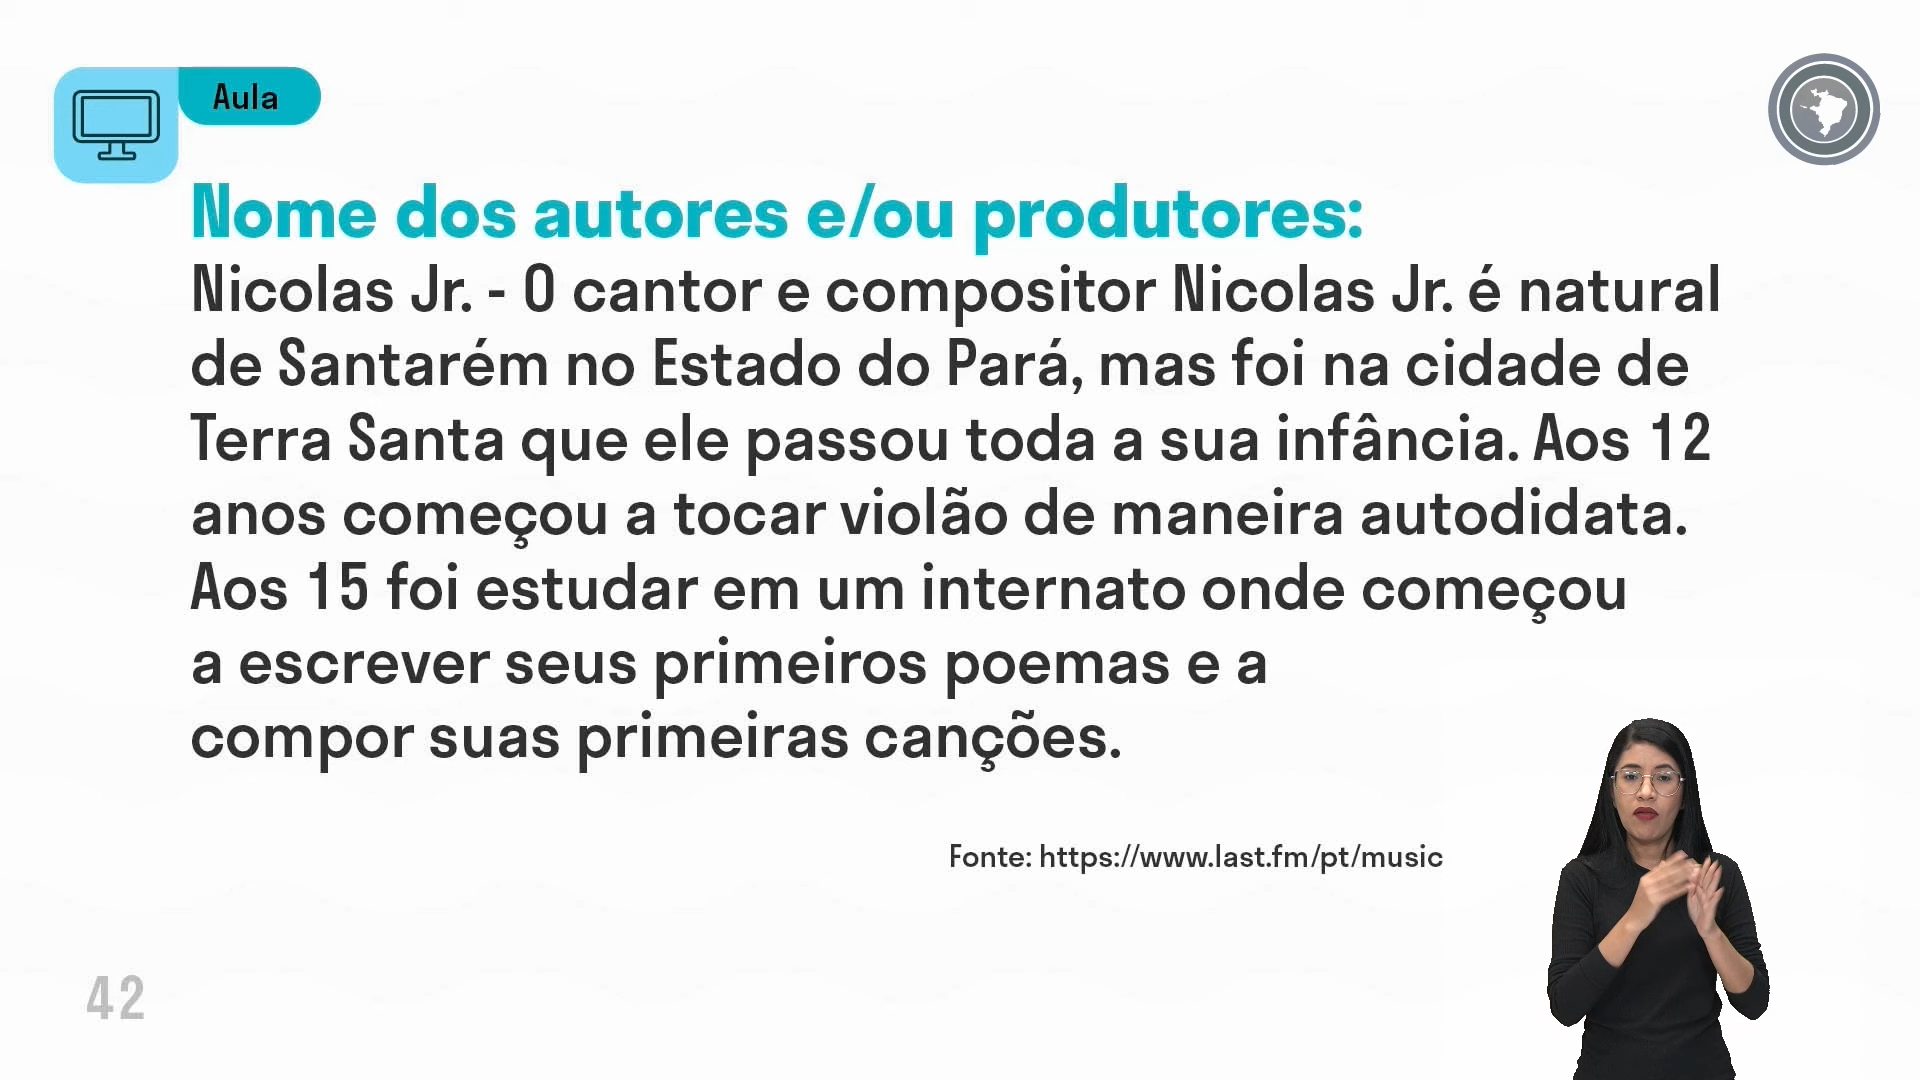 Aula
Nome dos autores e/ou produtores:
Nicolas Jr. - O cantor e compositor Nicolas Jr. é natural
de Santarém no Estado do Pará, mas foi na cidade de
Terra Santa que ele passou toda a sua infância. Aos 12
anos começou a tocar violão de maneira autodidata.
Aos 15 foi estudar em um internato onde começou
a escrever seus primeiros poemas e a
compor suas primeiras canções.
Fonte: https://www.last.fm/pt/music
42